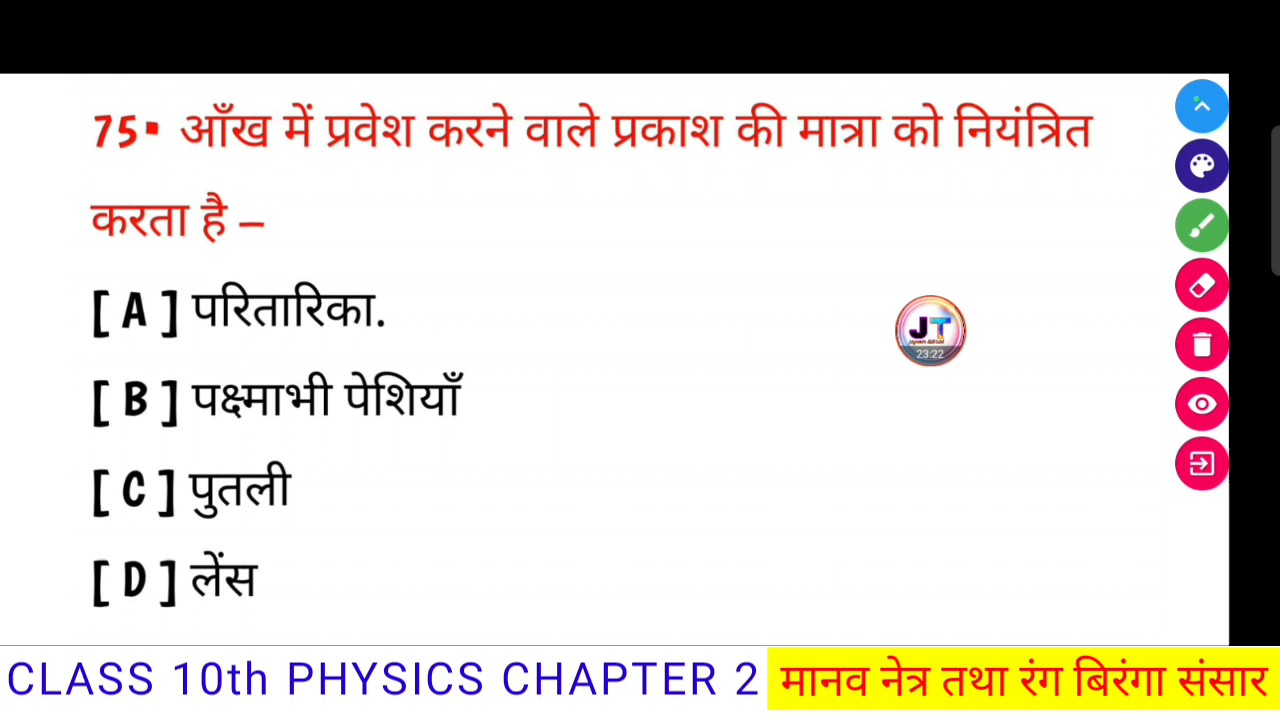 75. आँख में प्रवेश करने वाले प्रकाश की मात्रा को नियंत्रित
करता है –
[ A ] परितारिका.
[ B ] पक्ष्माभी पेशियाँ
[ C ] पुतली
[ D ] लेंस
JT
23:22
CLASS 10th PHYSICS CHAPTER 2
मानव नेत्र तथा रंग बिरंगा संसार